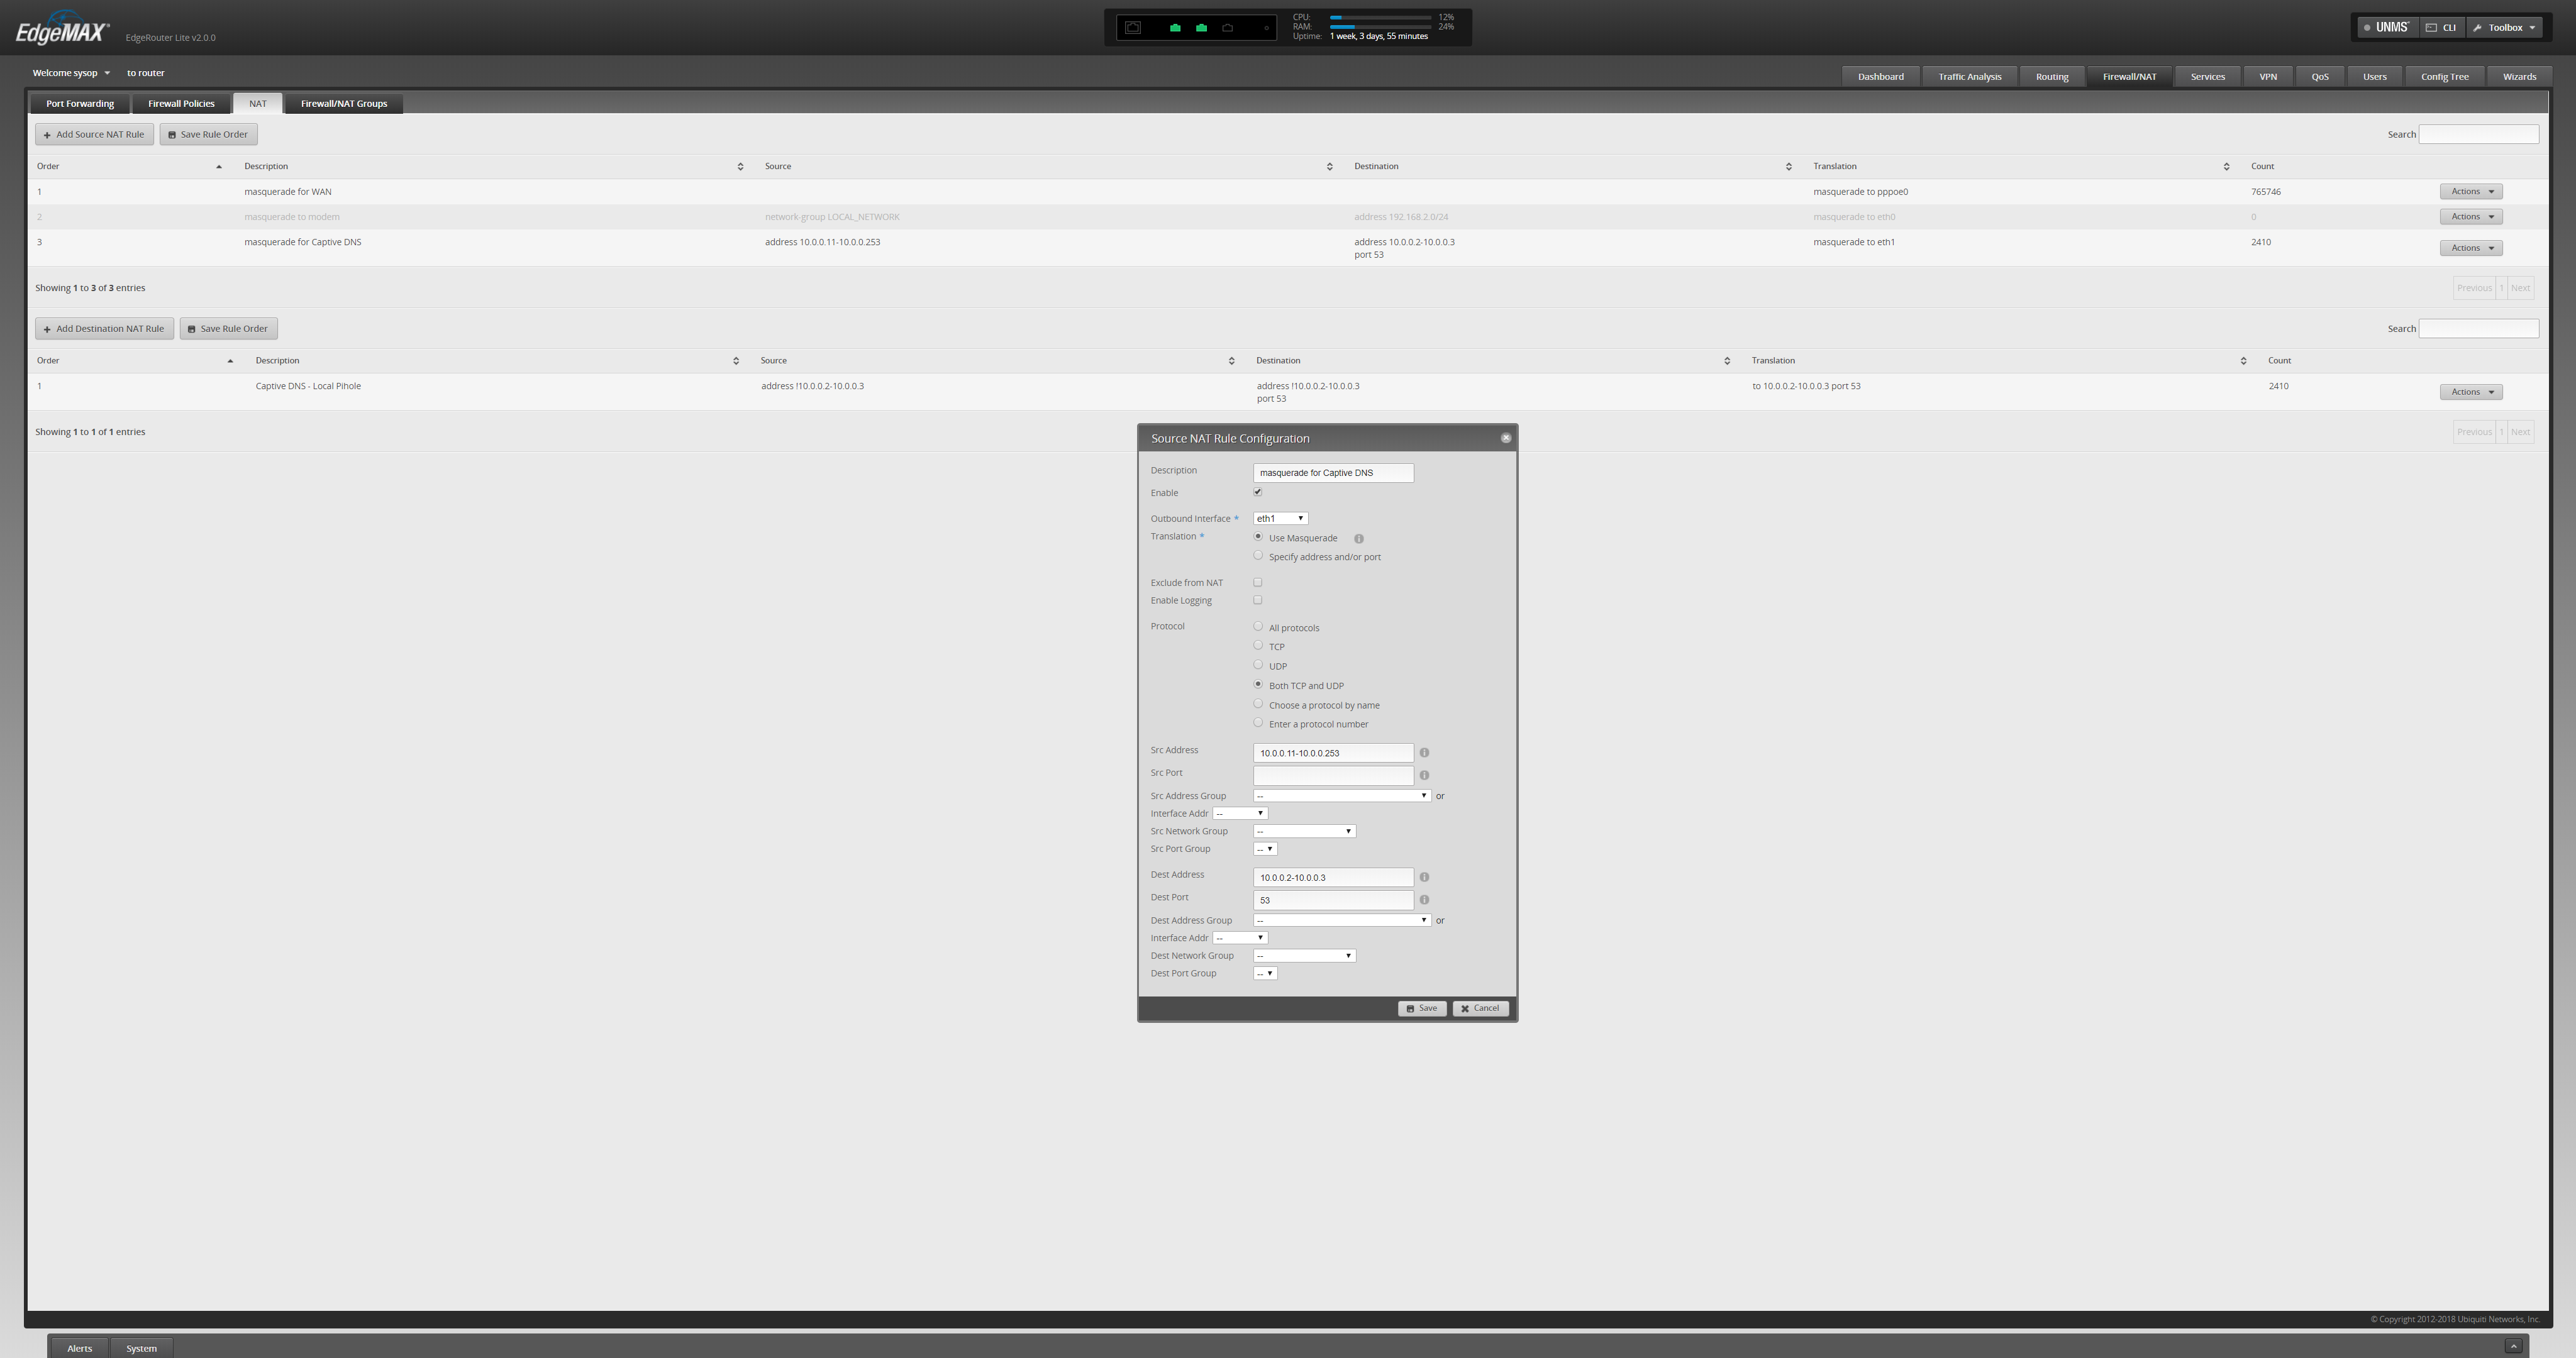 EdgeMAX
EdgeRouter Lite v2.0.0
CPU: 12%
RAM: 24%
Uptime: 1 week, 3 days, 55 minutes
UNMS CLI Toolbox
Welcome sysop to router
Dashboard Traffic Analysis Routing Firewall/NAT Services VPN QoS Users Config Tree Wizards
Port Forwarding Firewall Policies NAT Firewall/NAT Groups
+ Add Source NAT Rule Save Rule Order Search
Order Description Source Destination Translation Count
1 masquerade for WAN masquerade to pppoe0 765746 Actions
2 masquerade to modem network-group LOCAL_NETWORK address 192.168.2.0/24 masquerade to eth0 0 Actions
3 masquerade for Captive DNS address 10.0.0.11-10.0.0.253 address 10.0.0.2-10.0.0.3 masquerade to eth1 2410 Actions
port 53
Showing 1 to 3 of 3 entries Previous 1 Next
+ Add Destination NAT Rule Save Rule Order Search
Order Description Source Destination Translation Count
1 Captive DNS - Local Pihole address !10.0.0.2-10.0.0.3 address !10.0.0.2-10.0.0.3 to 10.0.0.2-10.0.0.3 port 53 2410 Actions
port 53
Showing 1 to 1 of 1 entries Previous 1 Next
Source NAT Rule Configuration
Description masquerade for Captive DNS
Enable
Outbound Interface * eth1
Translation * Use Masquerade
Specify address and/or port
Exclude from NAT
Enable Logging
Protocol All protocols
TCP
UDP
Both TCP and UDP
Choose a protocol by name
Enter a protocol number
Src Address 10.0.0.11-10.0.0.253
Src Port
Src Address Group -- or
Interface Addr --
Src Network Group --
Src Port Group --
Dest Address 10.0.0.2-10.0.0.3
Dest Port 53
Dest Address Group -- or
Interface Addr --
Dest Network Group --
Dest Port Group --
Save Cancel
© Copyright 2012-2018 Ubiquiti Networks, Inc.
Alerts System